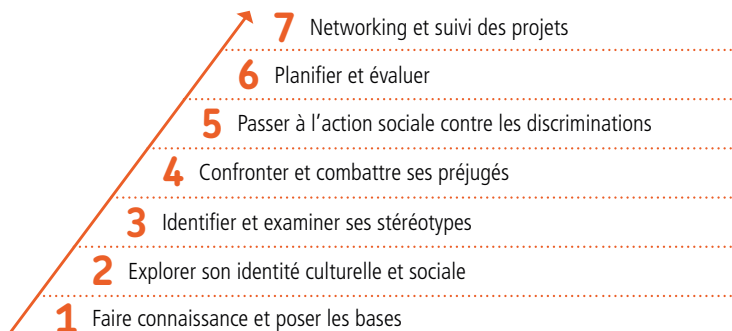 7 Networking et suivi des projets
6 Planifier et évaluer
5 Passer à l’action sociale contre les discriminations
4 Confronter et combattre ses préjugés
3 Identifier et examiner ses stéréotypes
2 Explorer son identité culturelle et sociale
1 Faire connaissance et poser les bases